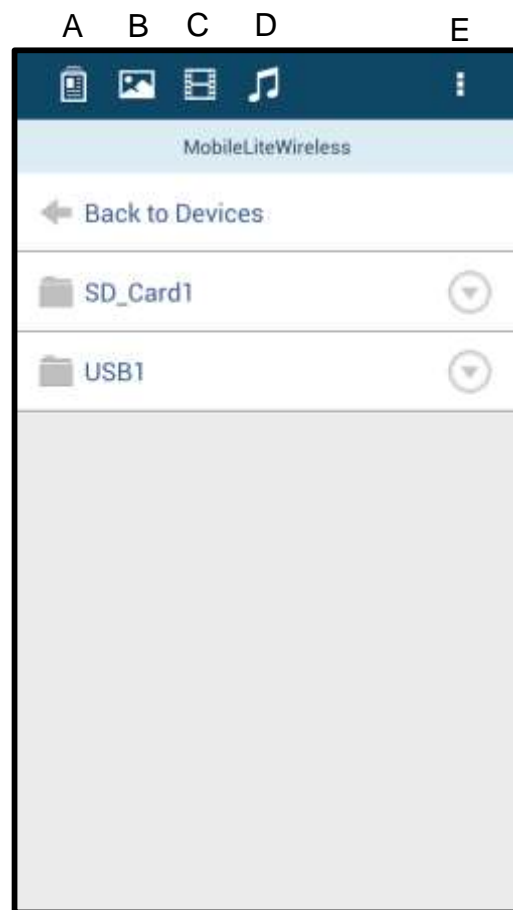 A B C D E
MobileLiteWireless
Back to Devices
SD_Card1
USB1